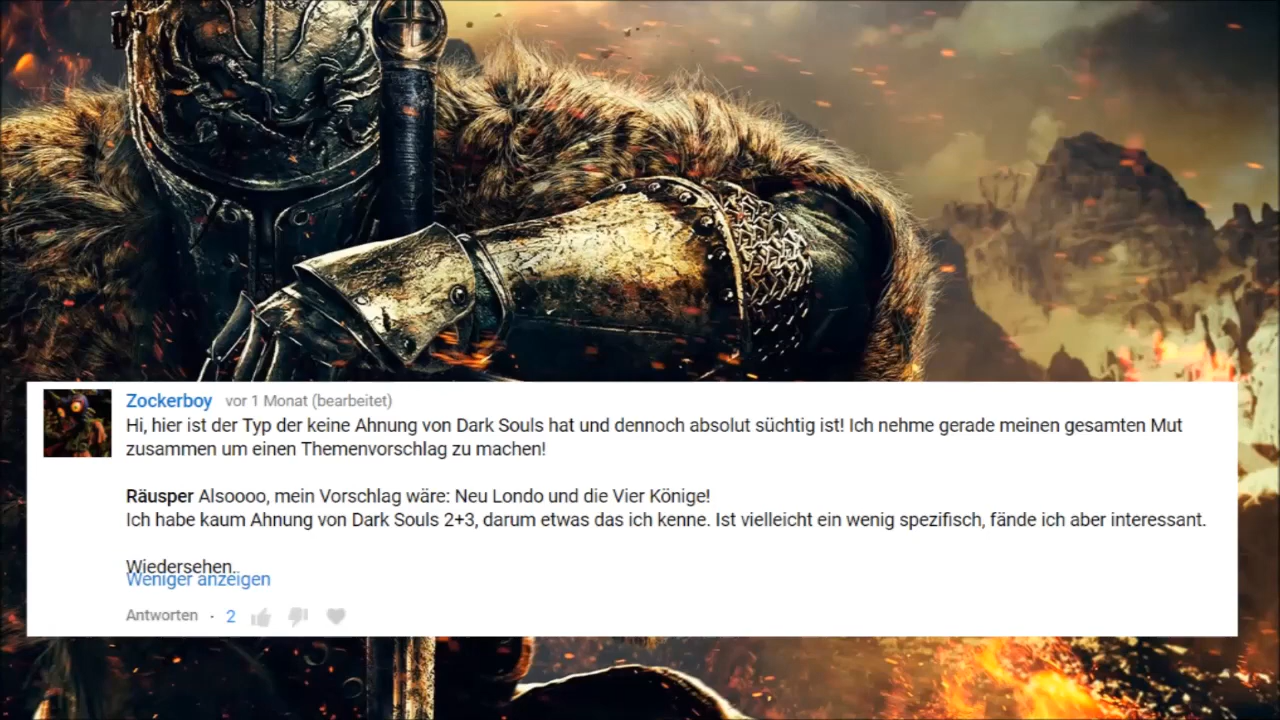 Zockerboy vor 1 Monat (bearbeitet)
Hi, hier ist der Typ der keine Ahnung von Dark Souls hat und dennoch absolut süchtig ist! Ich nehme gerade meinen gesamten Mut
zusammen um einen Themenvorschlag zu machen!
Räusper Alsoooo, mein Vorschlag wäre: Neu Londo und die Vier Könige!
Ich habe kaum Ahnung von Dark Souls 2+3, darum etwas das ich kenne. Ist vielleicht ein wenig spezifisch, fände ich aber interessant.
Wiedersehen..
Weniger anzeigen
Antworten · 2